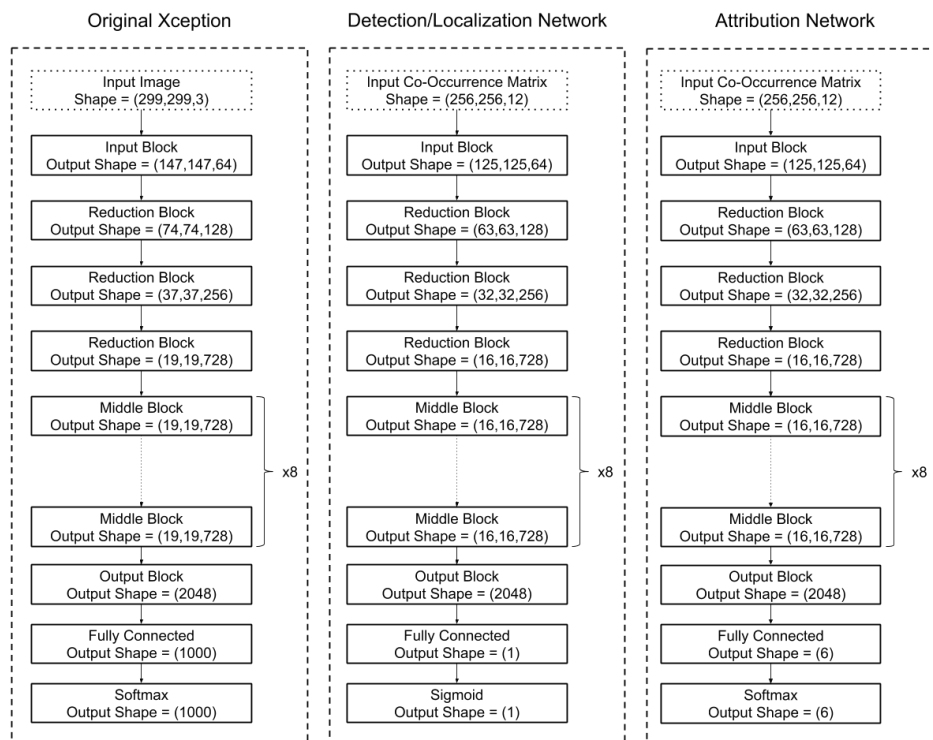 Original Xception
Input Image
Shape = (299,299,3)
Input Block
Output Shape = (147,147,64)
Reduction Block
Output Shape = (74,74,128)
Reduction Block
Output Shape = (37,37,256)
Reduction Block
Output Shape = (19,19,728)
Middle Block
Output Shape = (19,19,728)
x8
Middle Block
Output Shape = (19,19,728)
Output Block
Output Shape = (2048)
Fully Connected
Output Shape = (1000)
Softmax
Output Shape = (1000)
Detection/Localization Network
Input Co-Occurrence Matrix
Shape = (256,256,12)
Input Block
Output Shape = (125,125,64)
Reduction Block
Output Shape = (63,63,128)
Reduction Block
Output Shape = (32,32,256)
Reduction Block
Output Shape = (16,16,728)
Middle Block
Output Shape = (16,16,728)
x8
Middle Block
Output Shape = (16,16,728)
Output Block
Output Shape = (2048)
Fully Connected
Output Shape = (1)
Sigmoid
Output Shape = (1)
Attribution Network
Input Co-Occurrence Matrix
Shape = (256,256,12)
Input Block
Output Shape = (125,125,64)
Reduction Block
Output Shape = (63,63,128)
Reduction Block
Output Shape = (32,32,256)
Reduction Block
Output Shape = (16,16,728)
Middle Block
Output Shape = (16,16,728)
x8
Middle Block
Output Shape = (16,16,728)
Output Block
Output Shape = (2048)
Fully Connected
Output Shape = (6)
Softmax
Output Shape = (6)